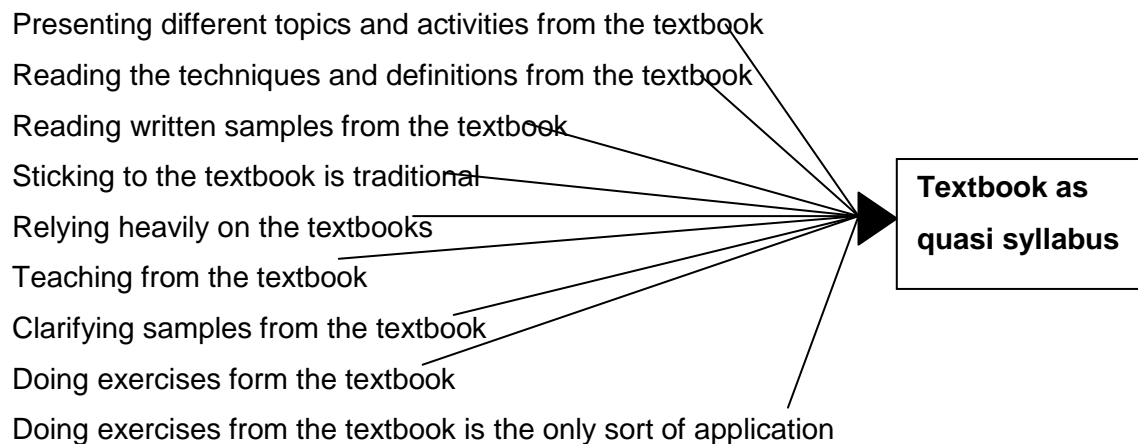 Presenting different topics and activities from the textbook
Reading the techniques and definitions from the textbook
Reading written samples from the textbook
Sticking to the textbook is traditional
Relying heavily on the textbooks
Teaching from the textbook
Clarifying samples from the textbook
Doing exercises form the textbook
Doing exercises from the textbook is the only sort of application
Textbook as
quasi syllabus